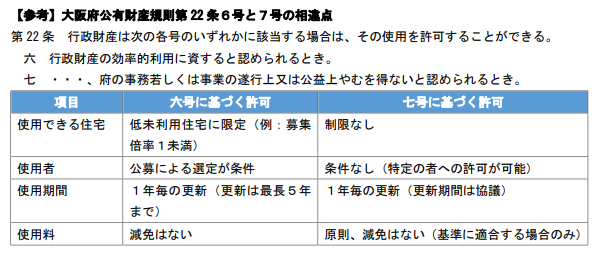 【参考】大阪府公有財産規則第22条6号と7号の相違点
第22条　行政財産は次の各号のいずれかに該当する場合は、その使用を許可することができる。
六　行政財産の効率的利用に資すると認められるとき。
七　・・・、府の事務若しくは事業の遂行上又は公益上やむを得ないと認められるとき。
項目　六号に基づく許可　七号に基づく許可
使用できる住宅　低未利用住宅に限定（例：募集　制限なし
倍率1未満）
使用者　公募による選定が条件　条件なし（特定の者への許可が可能）
使用期間　１年毎の更新（更新は最長５年　１年毎の更新（更新期間は協議）
まで）
使用料　減免はない　原則、減免はない（基準に適合する場合のみ）